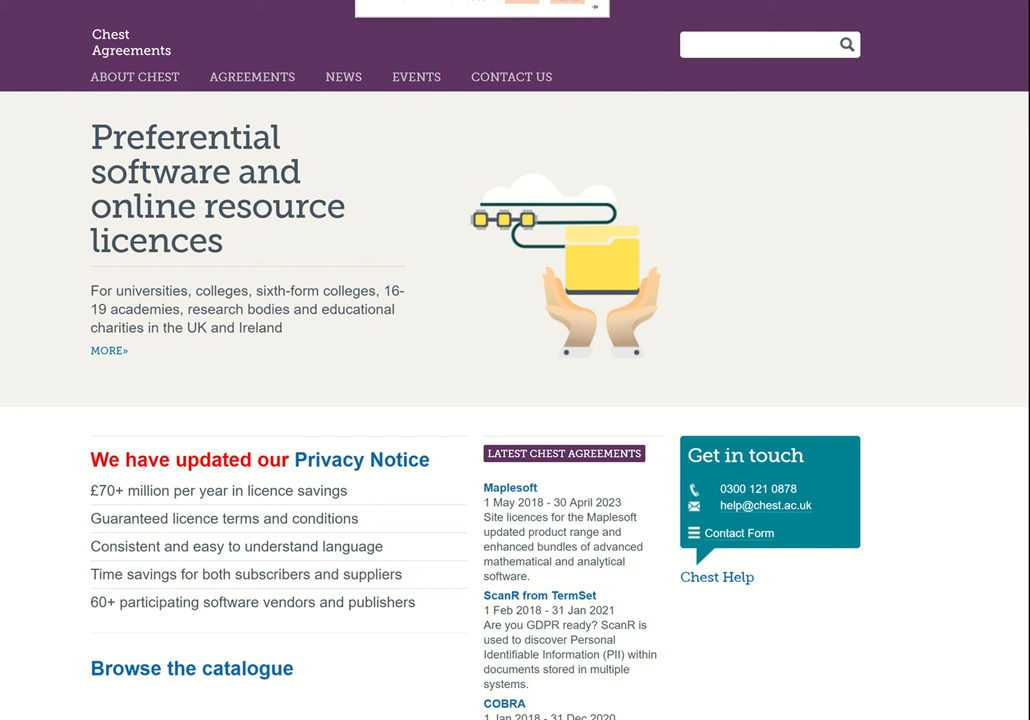 Chest
Agreements
ABOUT CHEST
AGREEMENTS
NEWS
EVENTS
CONTACT US
Preferential
software and
online resource
licences
For universities, colleges, sixth-form colleges, 16-
19 academies, research bodies and educational
charities in the UK and Ireland
MORE»
We have updated our Privacy Notice
£70+ million per year in licence savings
Guaranteed licence terms and conditions
Consistent and easy to understand language
Time savings for both subscribers and suppliers
60+ participating software vendors and publishers
Browse the catalogue
LATEST CHEST AGREEMENTS
Maplesoft
1 May 2018 - 30 April 2023
Site licences for the Maplesoft
updated product range and
enhanced bundles of advanced
mathematical and analytical
software.
ScanR from TermSet
1 Feb 2018 - 31 Jan 2021
Are you GDPR ready? ScanR is
used to discover Personal
Identifiable Information (PII) within
documents stored in multiple
systems.
COBRA
1 Jan 2018 - 31 Dec 2020
Get in touch
0300 121 0878
help@chest.ac.uk
Contact Form
Chest Help